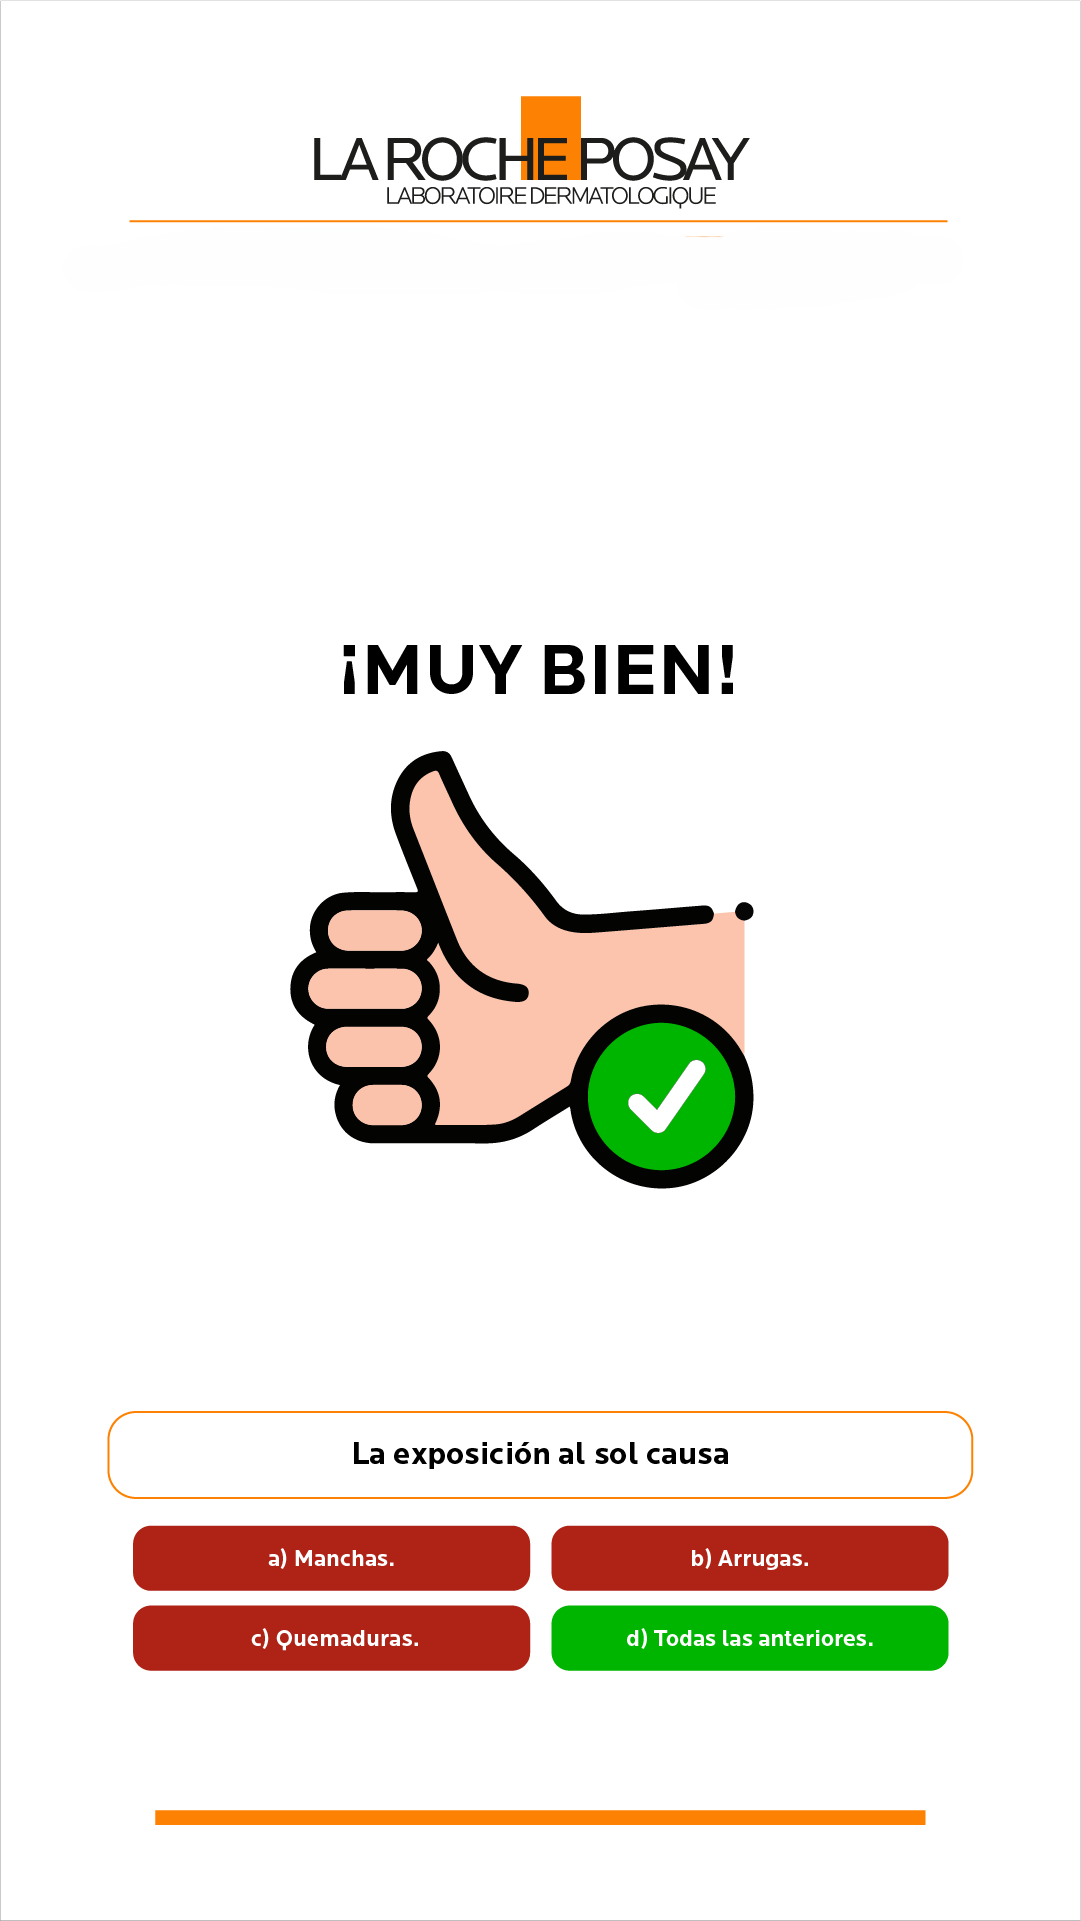 LA ROCHE POSAY
LABORATOIRE DERMATOLOGIQUE
¡MUY BIEN!
La exposición al sol causa
a) Manchas.
b) Arrugas.
c) Quemaduras.
d) Todas las anteriores.